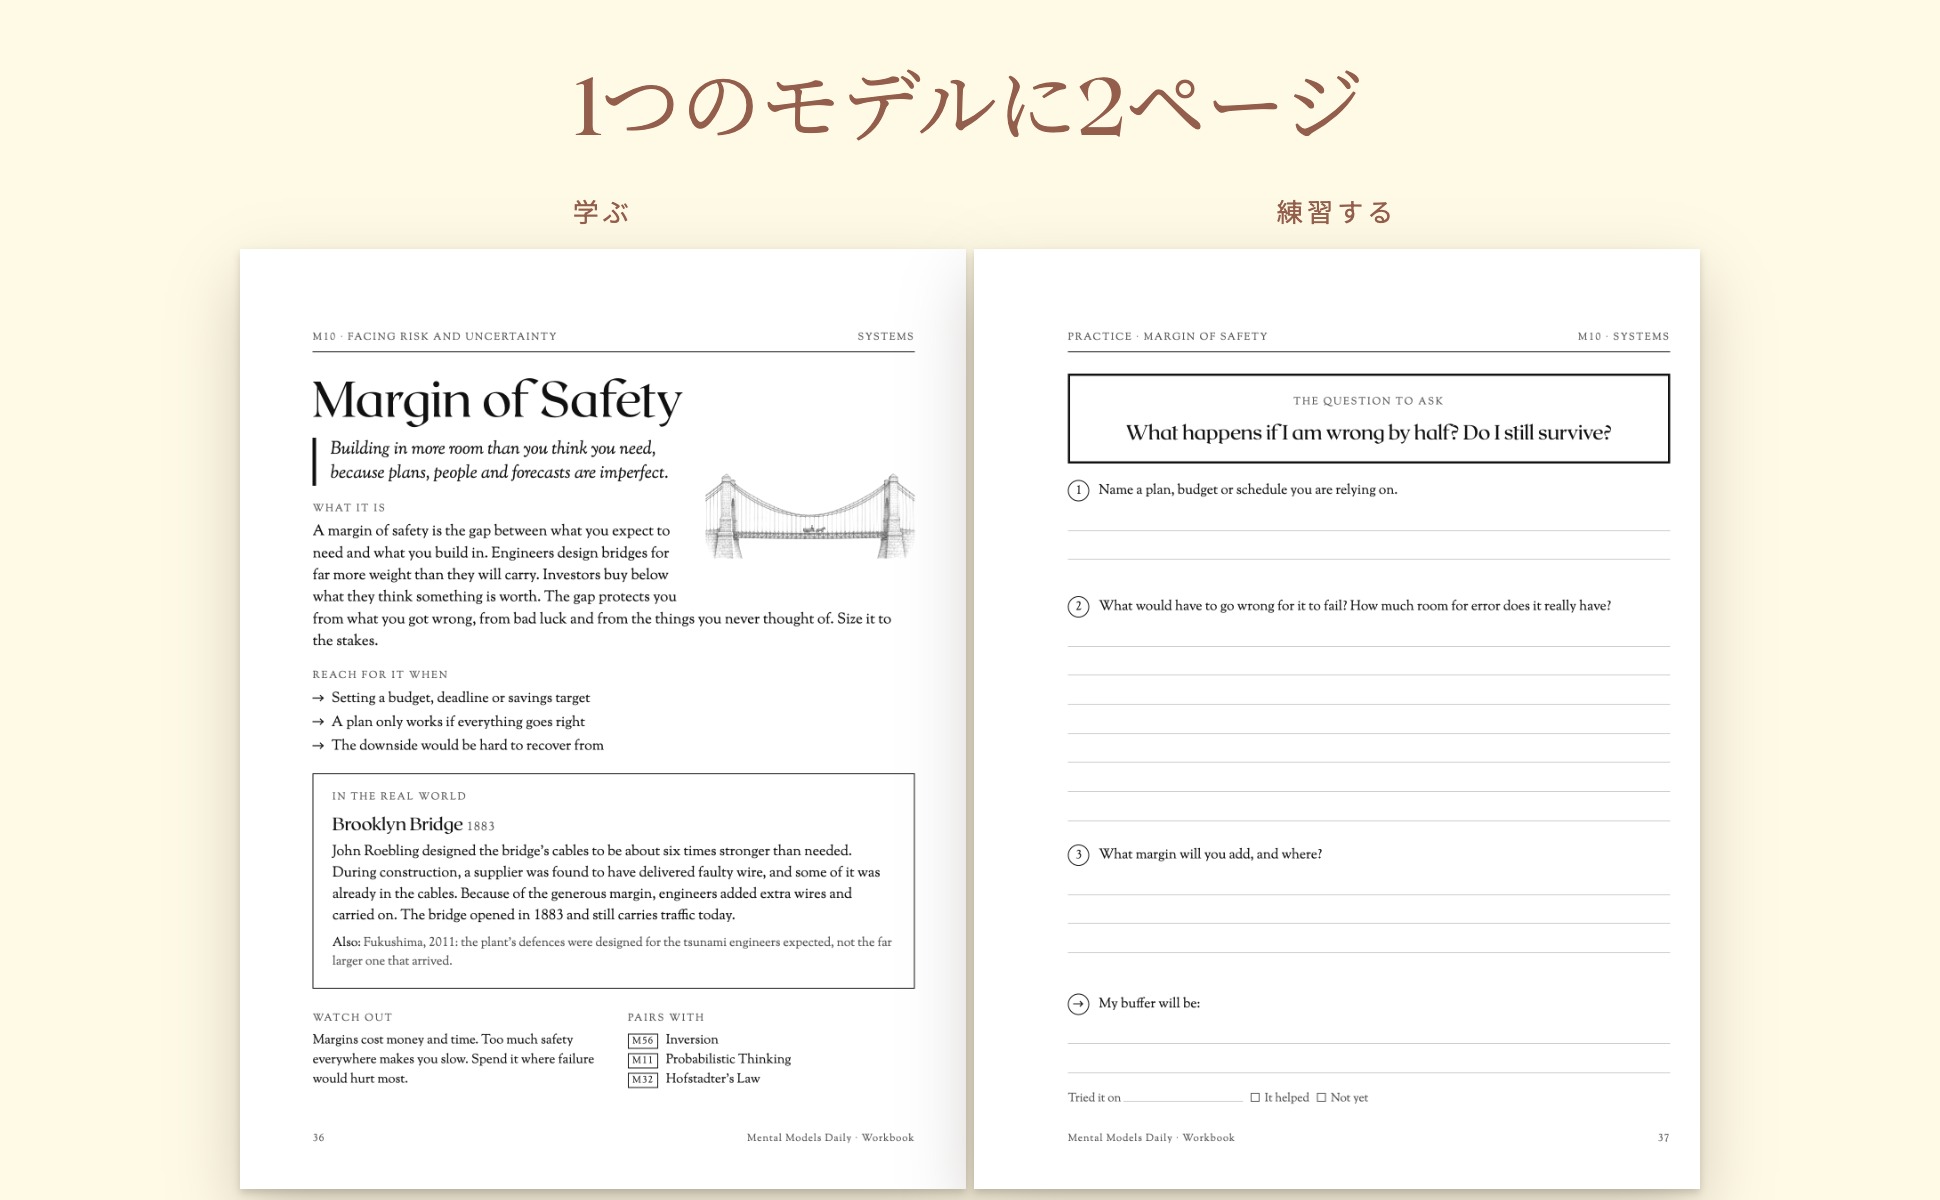 1つのモデルに2ページ
学ぶ
練習する
M10 · FACING RISK AND UNCERTAINTY
SYSTEMS
Margin of Safety
Building in more room than you think you need,
because plans, people and forecasts are imperfect.
WHAT IT IS
A margin of safety is the gap between what you expect to
need and what you build in. Engineers design bridges for
far more weight than they will carry. Investors buy below
what they think something is worth. The gap protects you
from what you got wrong, from bad luck and from the things you never thought of. Size it to
the stakes.
REACH FOR IT WHEN
→ Setting a budget, deadline or savings target
→ A plan only works if everything goes right
→ The downside would be hard to recover from
IN THE REAL WORLD
Brooklyn Bridge 1883
John Roebling designed the bridge's cables to be about six times stronger than needed.
During construction, a supplier was found to have delivered faulty wire, and some of it was
already in the cables. Because of the generous margin, engineers added extra wires and
carried on. The bridge opened in 1883 and still carries traffic today.
Also: Fukushima, 2011: the plant's defences were designed for the tsunami engineers expected, not the far
larger one that arrived.
WATCH OUT
Margins cost money and time. Too much safety
everywhere makes you slow. Spend it where failure
would hurt most.
PAIRS WITH
M56 Inversion
M11 Probabilistic Thinking
M32 Hofstadter's Law
36
Mental Models Daily · Workbook
PRACTICE · MARGIN OF SAFETY
M10 · SYSTEMS
THE QUESTION TO ASK
What happens if I am wrong by half? Do I still survive?
1 Name a plan, budget or schedule you are relying on.
2 What would have to go wrong for it to fail? How much room for error does it really have?
3 What margin will you add, and where?
→ My buffer will be:
Tried it on ☐ It helped ☐ Not yet
Mental Models Daily · Workbook
37